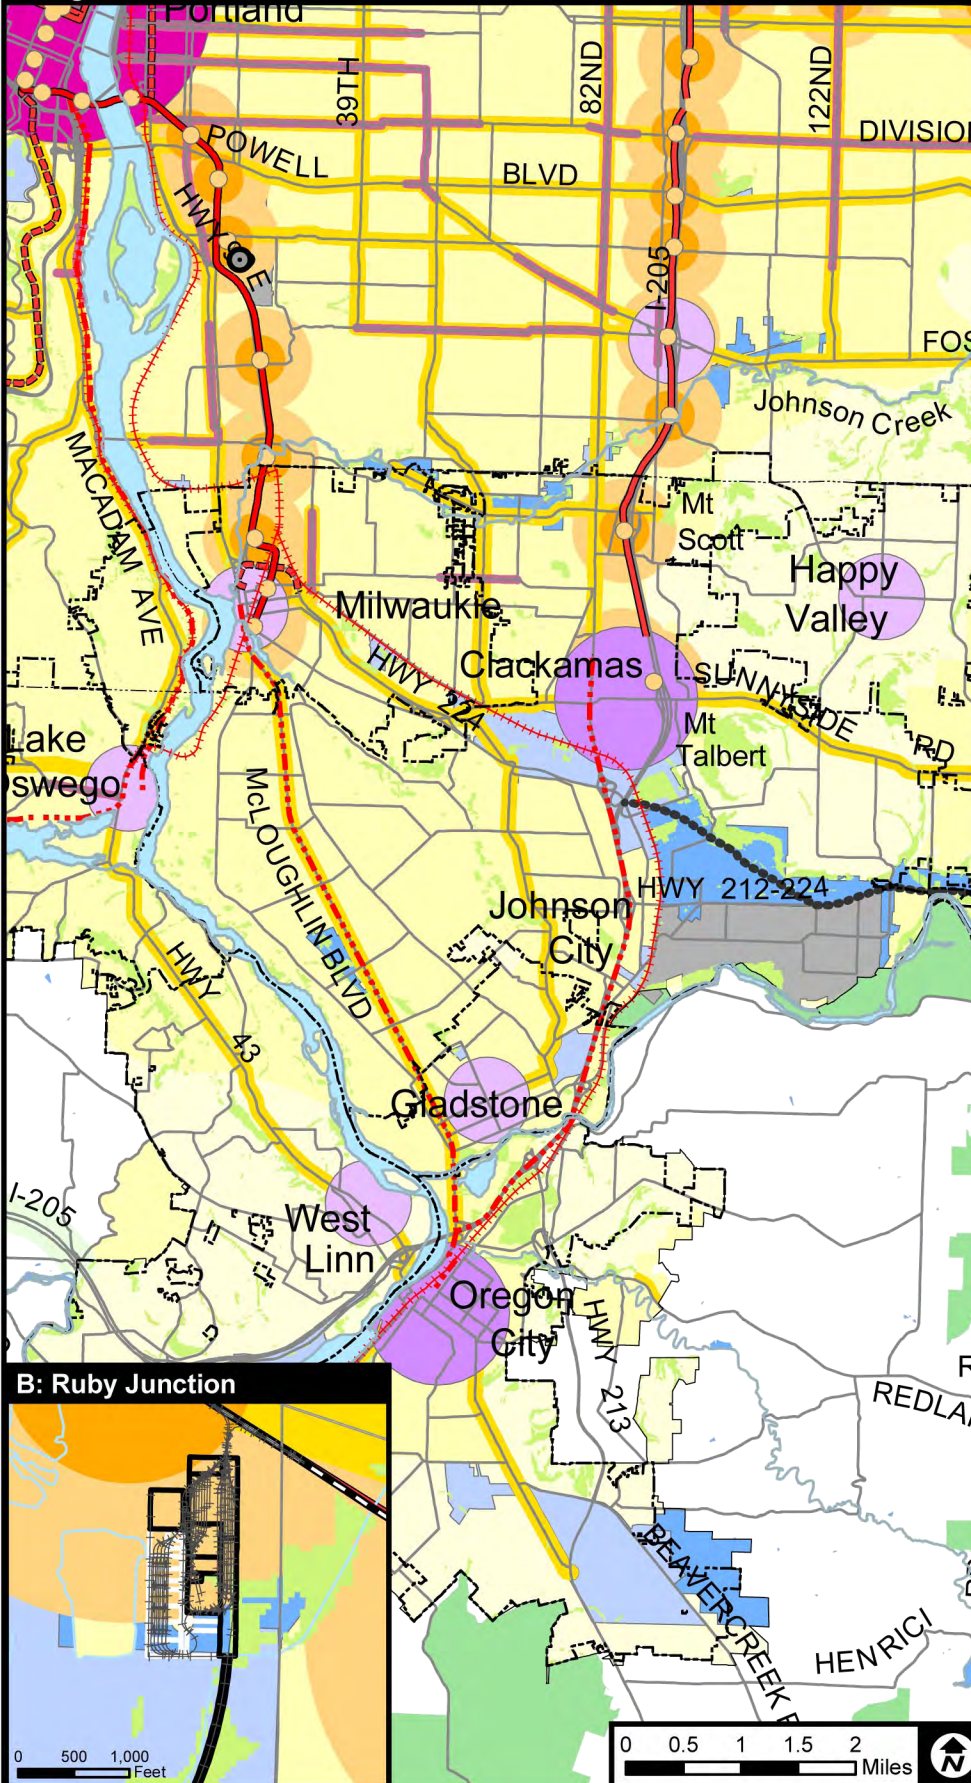 Portland
39TH
82ND
122ND
DIVISIO
POWELL
BLVD
HWY 99E
I-205
FOS
Johnson Creek
MACADAM AVE
Mt
Scott
Happy
Valley
Milwaukie
Clackamas
HWY 224
SUNNYSIDE RD
Lake
Oswego
Mt
Talbert
McLOUGHLIN BLVD
HWY 212-224
Johnson
City
HWY 43
Gladstone
I-205
West
Linn
Oregon
City
HWY 213
REDLA
B: Ruby Junction
BEAVERCREEK R
HENRICI
0 500 1,000
Feet
0 0.5 1 1.5 2
Miles
N